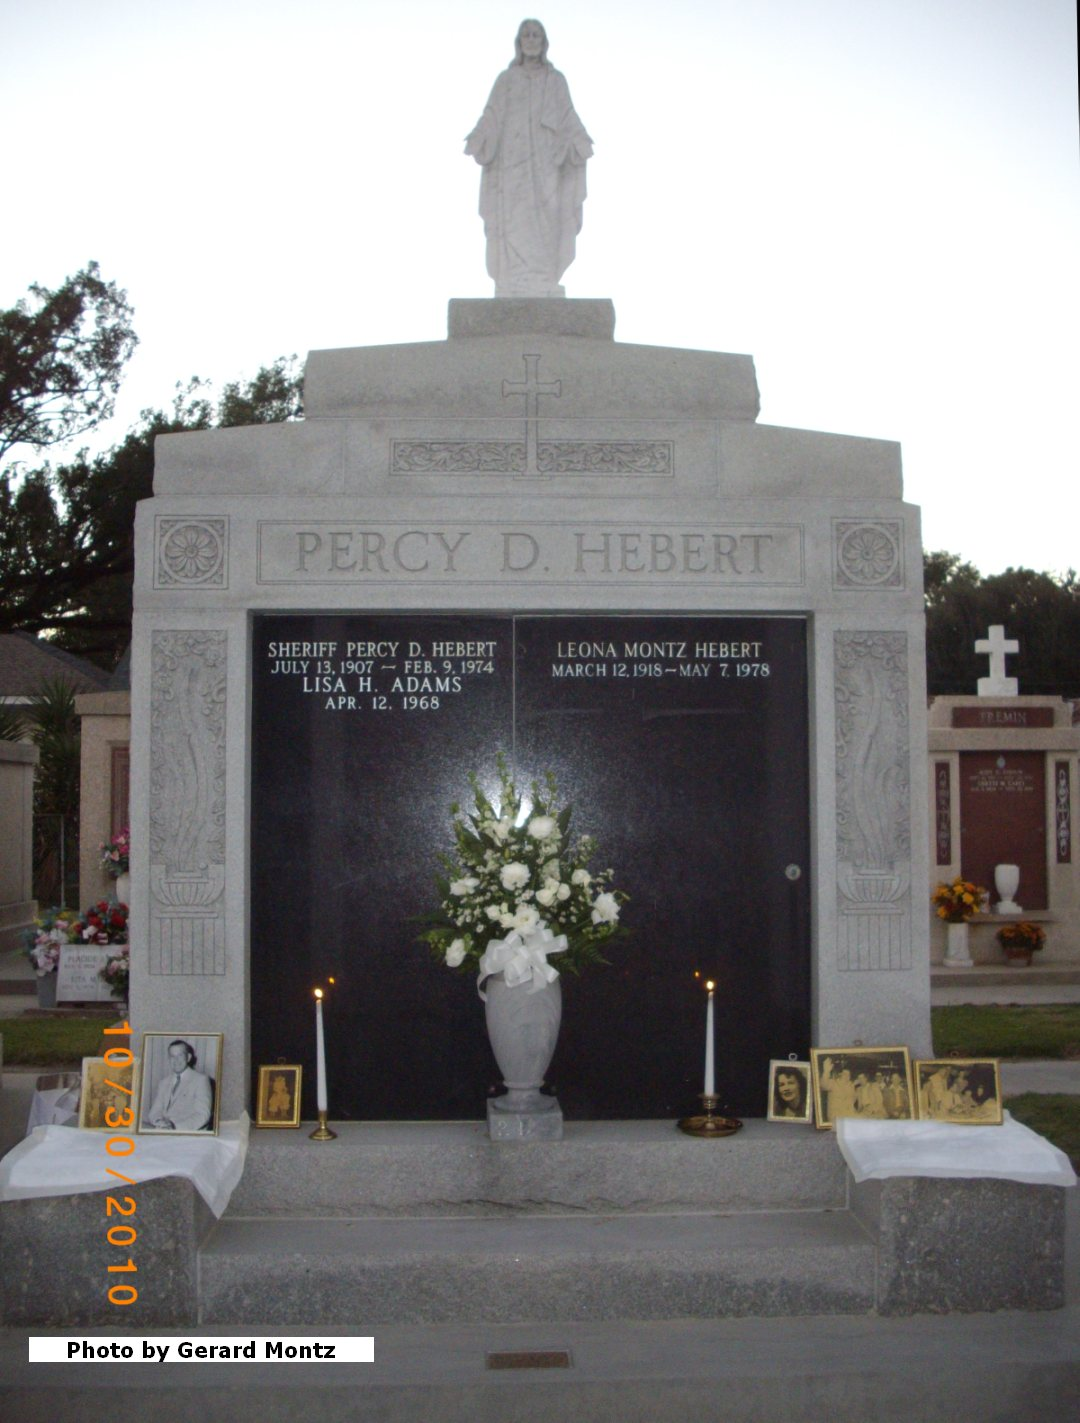 PERCY D. HEBERT
SHERIFF PERCY D. HEBERT
JULY 13, 1907 – FEB. 9, 1974
LISA H. ADAMS
APR. 12, 1968
LEONA MONTZ HEBERT
MARCH 12, 1918 – MAY 7, 1978
FREMIN
10/30/2010
Photo by Gerard Montz